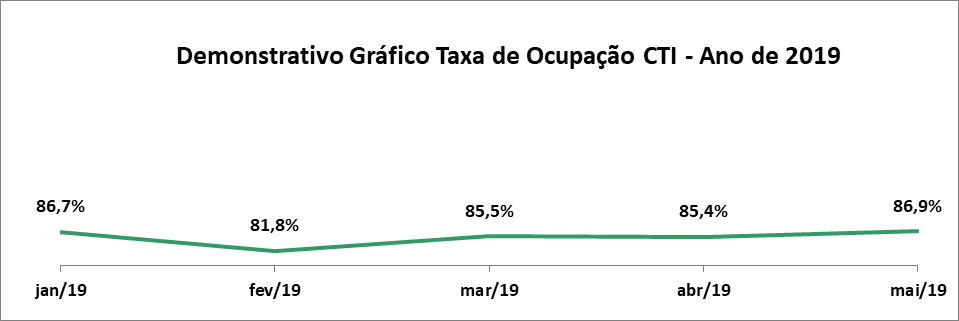 Demonstrativo Gráfico Taxa de Ocupação CTI - Ano de 2019
86,7%
81,8%
85,5%
85,4%
86,9%
jan/19
fev/19
mar/19
abr/19
mai/19